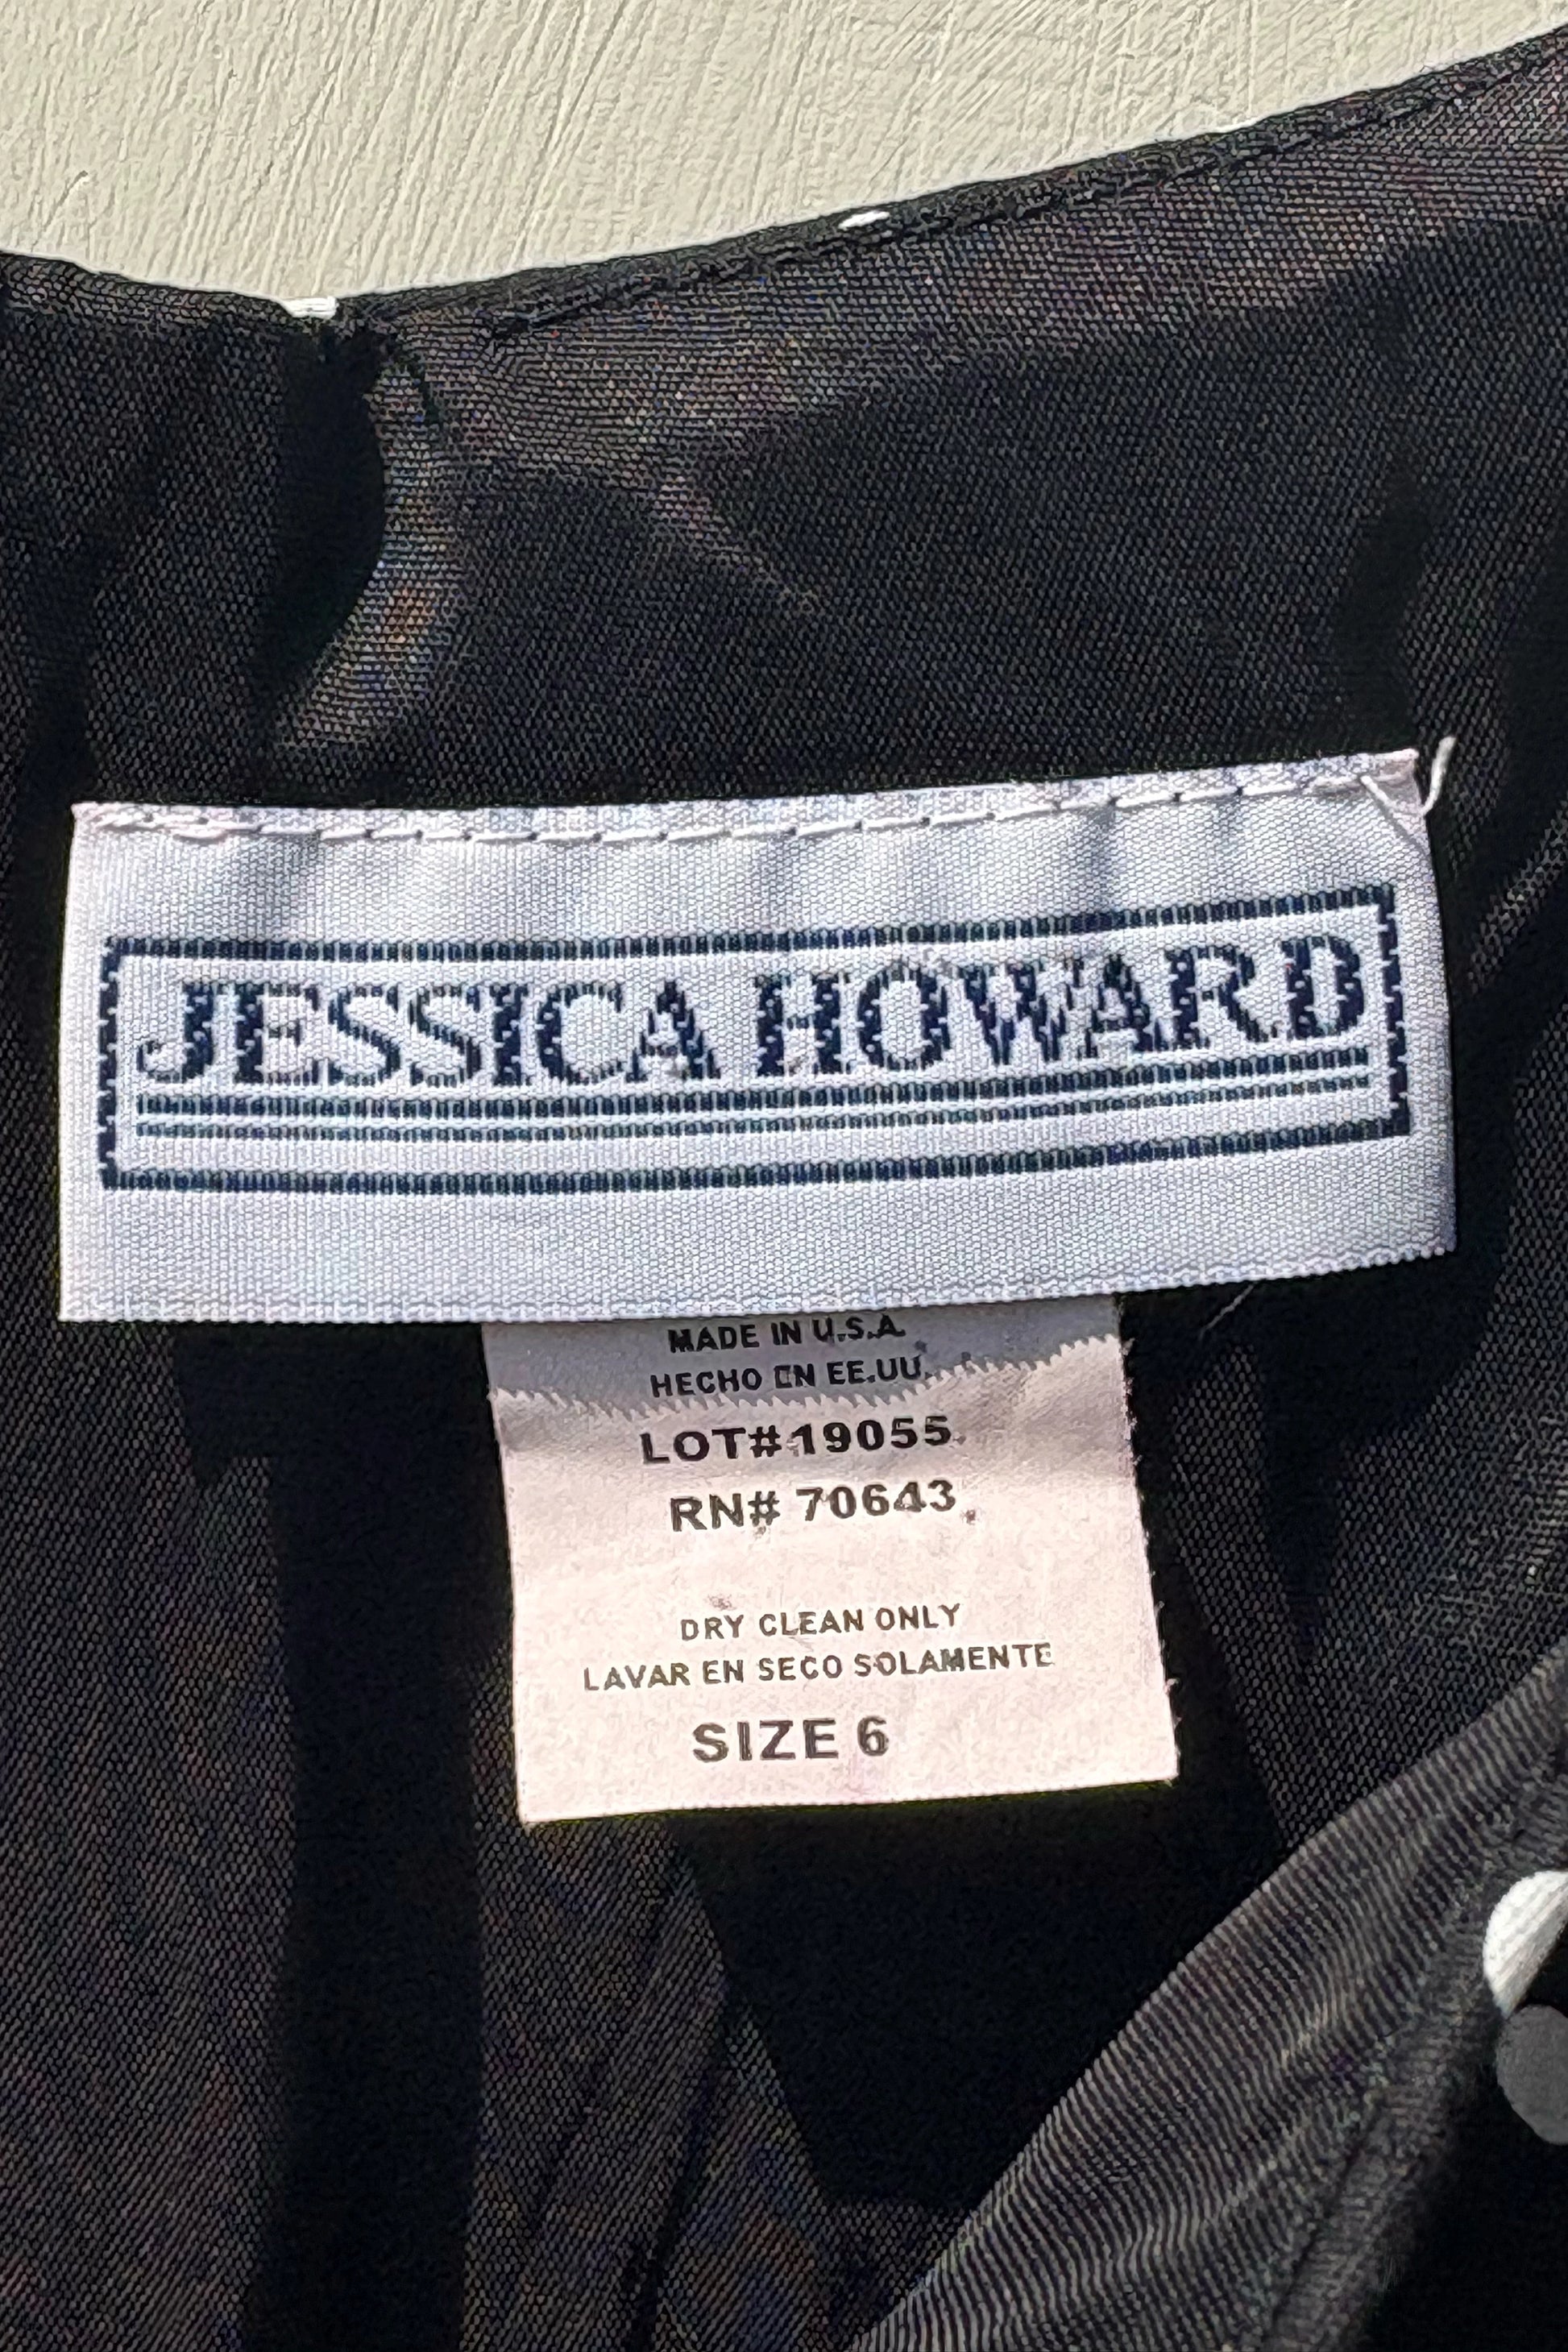 JESSICA HOWARD
MADE IN U.S.A.
HECHO EN EE.UU.
LOT#19055
RN# 70643
DRY CLEAN ONLY
LAVAR EN SECO SOLAMENTE
SIZE 6